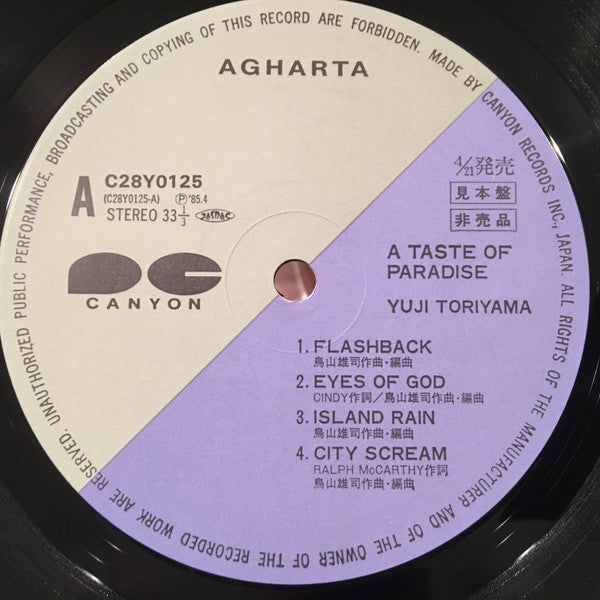 UNAUTHORIZED PUBLIC PERFORMANCE, BROADCASTING AND COPYING OF THIS RECORD ARE FORBIDDEN. MADE BY CANYON RECORDS INC., JAPAN. ALL RIGHTS OF THE MANUFACTURER AND OF THE OWNER OF THE RECORDED WORK ARE RESERVED.
AGHARTA
A
C28Y0125
(C28Y0125-A) Ⓟ'85.4
STEREO 33 1/3 JASRAC
CANYON
4/21発売
見本盤
非売品
A TASTE OF
PARADISE
YUJI TORIYAMA
1. FLASHBACK
鳥山雄司作曲・編曲
2. EYES OF GOD
CINDY作詞/鳥山雄司作曲・編曲
3. ISLAND RAIN
鳥山雄司作曲・編曲
4. CITY SCREAM
RALPH McCARTHY作詞
鳥山雄司作曲・編曲